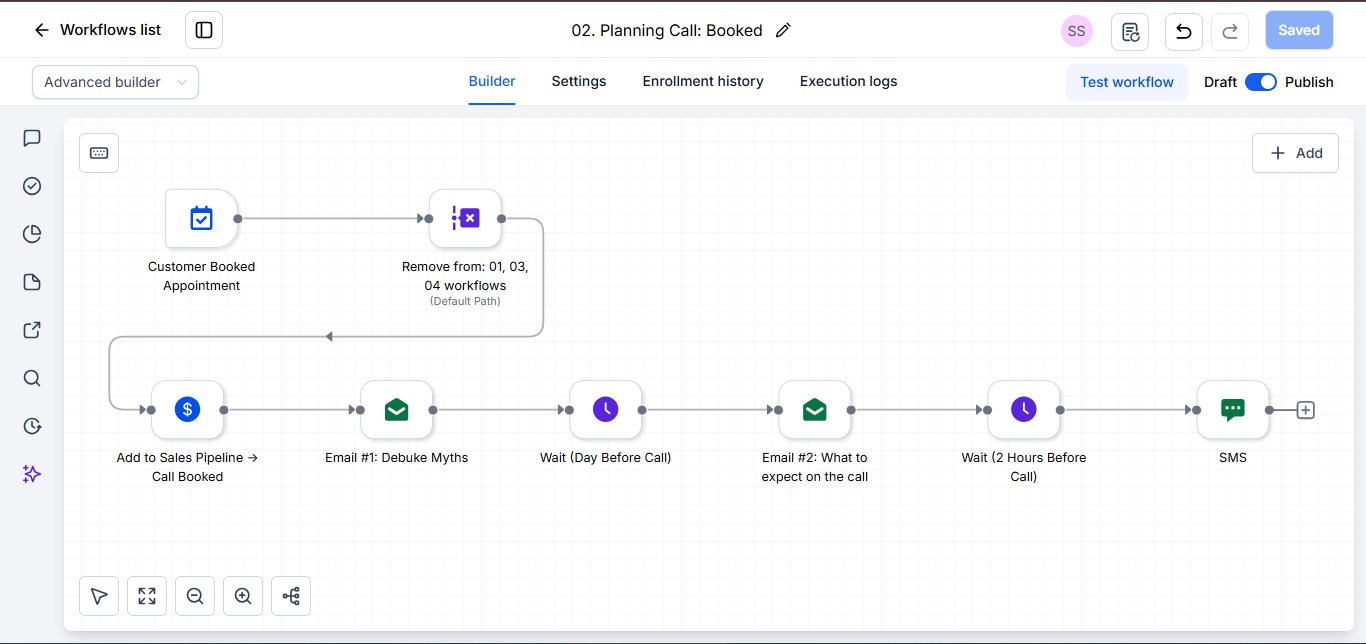 Workflows list
02. Planning Call: Booked
SS
Saved
Advanced builder
Builder
Settings
Enrollment history
Execution logs
Test workflow
Draft
Publish
Add
Customer Booked
Appointment
Remove from: 01, 03,
04 workflows
(Default Path)
$
Add to Sales Pipeline →
Call Booked
Email #1: Debuke Myths
Wait (Day Before Call)
Email #2: What to
expect on the call
Wait (2 Hours Before
Call)
SMS